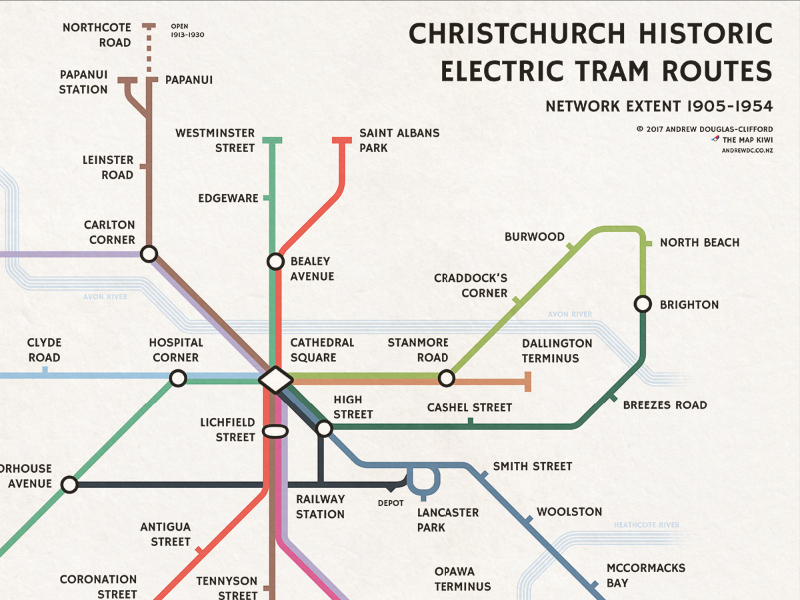 CHRISTCHURCH HISTORIC
ELECTRIC TRAM ROUTES
NETWORK EXTENT 1905-1954
© 2017 ANDREW DOUGLAS-CLIFFORD
THE MAP KIWI
ANDREWDC.CO.NZ
NORTHCOTE
ROAD
OPEN
1913-1930
PAPANUI
STATION
PAPANUI
WESTMINSTER
STREET
SAINT ALBANS
PARK
LEINSTER
ROAD
EDGEWARE
CARLTON
CORNER
BEALEY
AVENUE
BURWOOD
NORTH BEACH
CRADDOCK'S
CORNER
AVON RIVER
BRIGHTON
AVON RIVER
CLYDE
ROAD
HOSPITAL
CORNER
CATHEDRAL
SQUARE
STANMORE
ROAD
DALLINGTON
TERMINUS
HIGH
STREET
CASHEL STREET
BREEZES ROAD
LICHFIELD
STREET
ORHOUSE
AVENUE
SMITH STREET
RAILWAY
STATION
DEPOT
LANCASTER
PARK
WOOLSTON
ANTIGUA
STREET
HEATHCOTE RIVER
CORONATION
STREET
TENNYSON
STREET
OPAWA
TERMINUS
MCCORMACKS
BAY